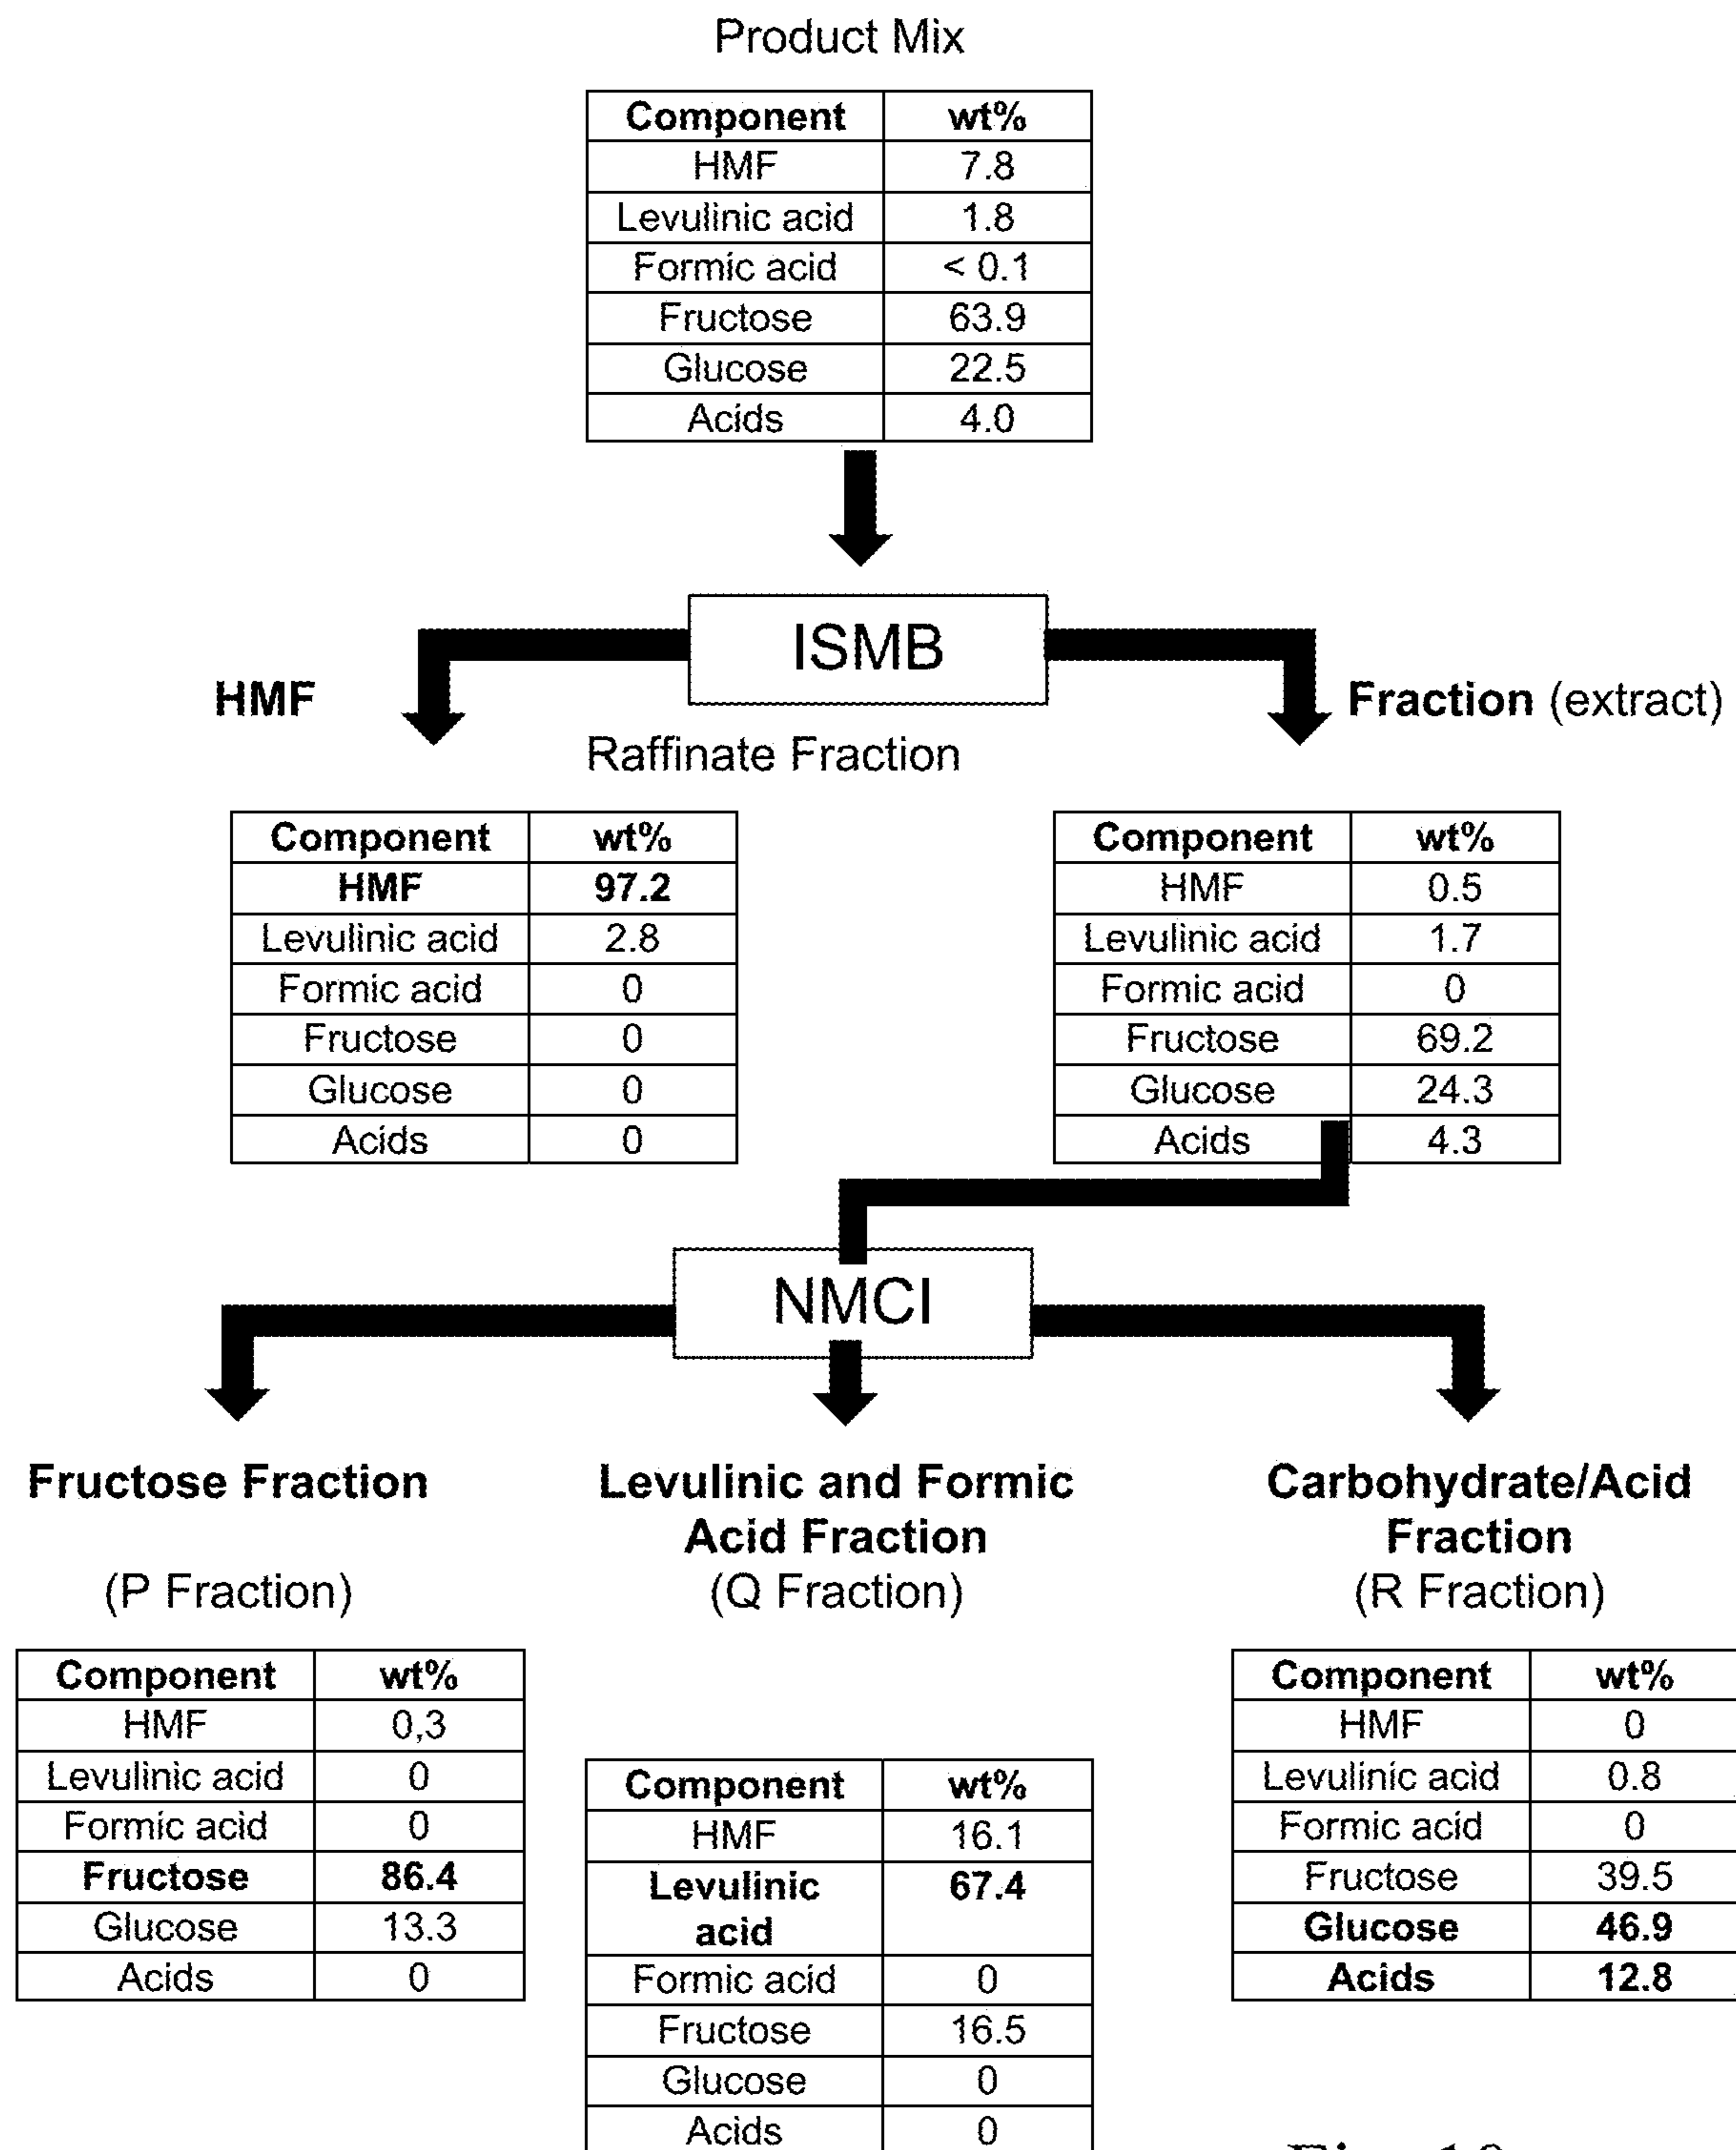 Product Mix
Component wt%
HMF 7.8
Levulinic acid 1.8
Formic acid < 0.1
Fructose 63.9
Glucose 22.5
Acids 4.0
ISMB
HMF
Fraction (extract)
Raffinate Fraction
Component wt%
HMF 97.2
Levulinic acid 2.8
Formic acid 0
Fructose 0
Glucose 0
Acids 0
Component wt%
HMF 0.5
Levulinic acid 1.7
Formic acid 0
Fructose 69.2
Glucose 24.3
Acids 4.3
NMCI
Fructose Fraction
(P Fraction)
Component wt%
HMF 0,3
Levulinic acid 0
Formic acid 0
Fructose 86.4
Glucose 13.3
Acids 0
Levulinic and Formic
Acid Fraction
(Q Fraction)
Component wt%
HMF 16.1
Levulinic 67.4
acid
Formic acid 0
Fructose 16.5
Glucose 0
Acids 0
Carbohydrate/Acid
Fraction
(R Fraction)
Component wt%
HMF 0
Levulinic acid 0.8
Formic acid 0
Fructose 39.5
Glucose 46.9
Acids 12.8